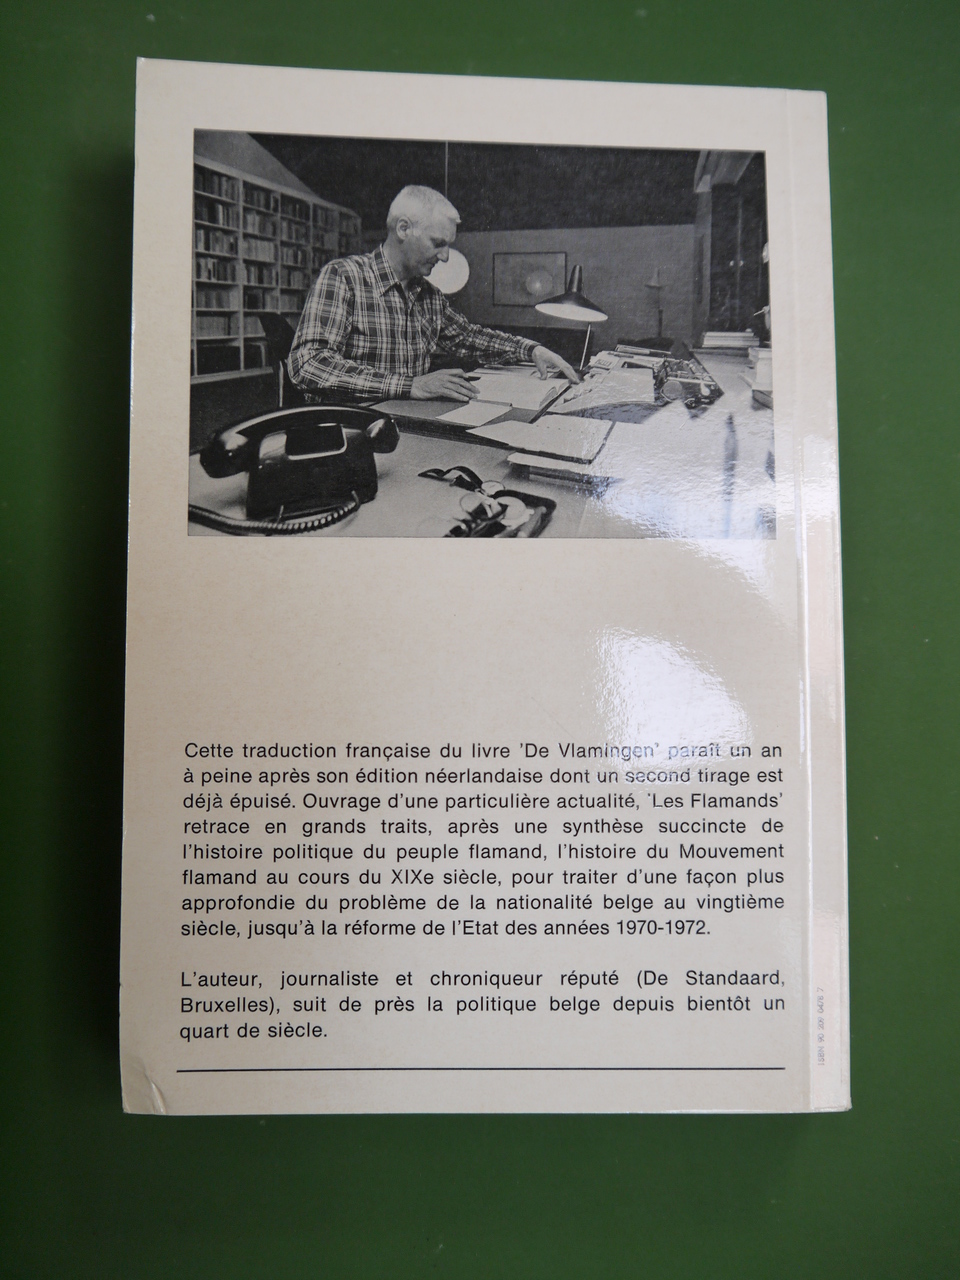 Cette traduction française du livre 'De Vlamingen' paraît un an
à peine après son édition néerlandaise dont un second tirage est
déjà épuisé. Ouvrage d'une particulière actualité, 'Les Flamands'
retrace en grands traits, après une synthèse succincte de
l'histoire politique du peuple flamand, l'histoire du Mouvement
flamand au cours du XIXe siècle, pour traiter d'une façon plus
approfondie du problème de la nationalité belge au vingtième
siècle, jusqu'à la réforme de l'Etat des années 1970-1972.
L'auteur, journaliste et chroniqueur réputé (De Standaard,
Bruxelles), suit de près la politique belge depuis bientôt un
quart de siècle.
ISBN 90 209 0478 7